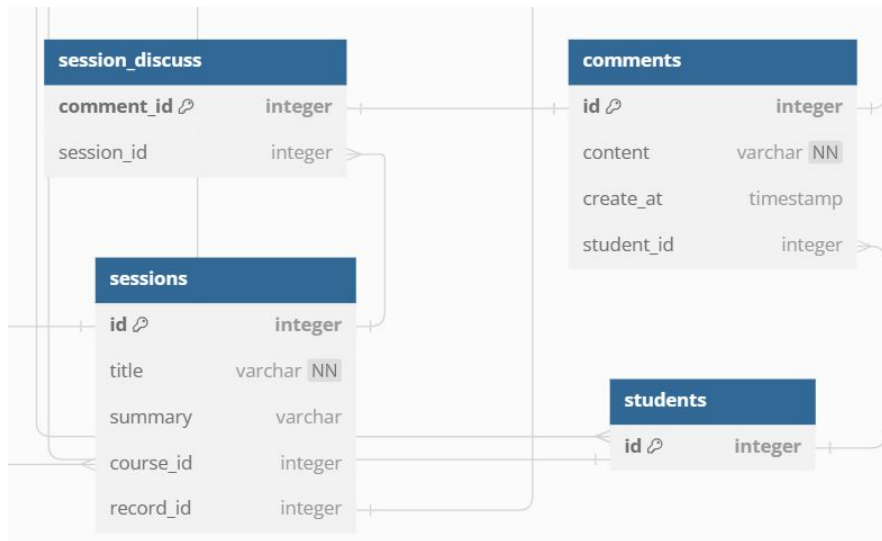 session_discuss
comment_id integer
session_id integer
comments
id integer
content varchar NN
create_at timestamp
student_id integer
sessions
id integer
title varchar NN
summary varchar
course_id integer
record_id integer
students
id integer